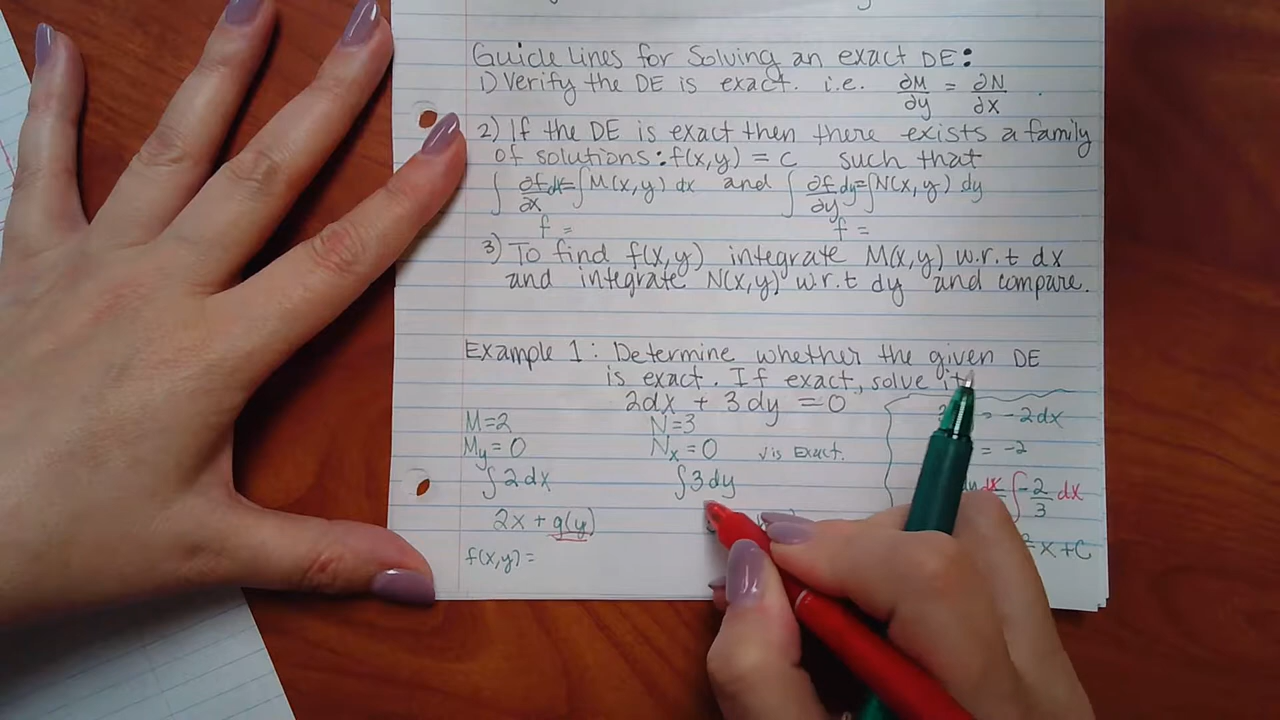 Guide Lines for Solving an exact DE:
1) Verify the DE is exact. i.e. ∂M/∂y = ∂N/∂x.
2) If the DE is exact then there exists a family
of solutions: f(x,y) = c such that
∫ ∂f/∂x dx = ∫ M(x,y) dx and ∫ ∂f/∂y dy = ∫ N(x,y) dy
f = f =
3) To find f(x,y) integrate M(x,y) w.r.t dx
and integrate N(x,y) w.r.t dy and compare.
Example 1: Determine whether the given DE
is exact. If exact, solve it.
2dx + 3dy = 0
M=2 N=3
My=0 Nx=0 √is Exact.
∫2dx ∫3dy
2x + g(y)
f(x,y) =
= -2dx
= -2
dx ∫-2/3 dx
x + C